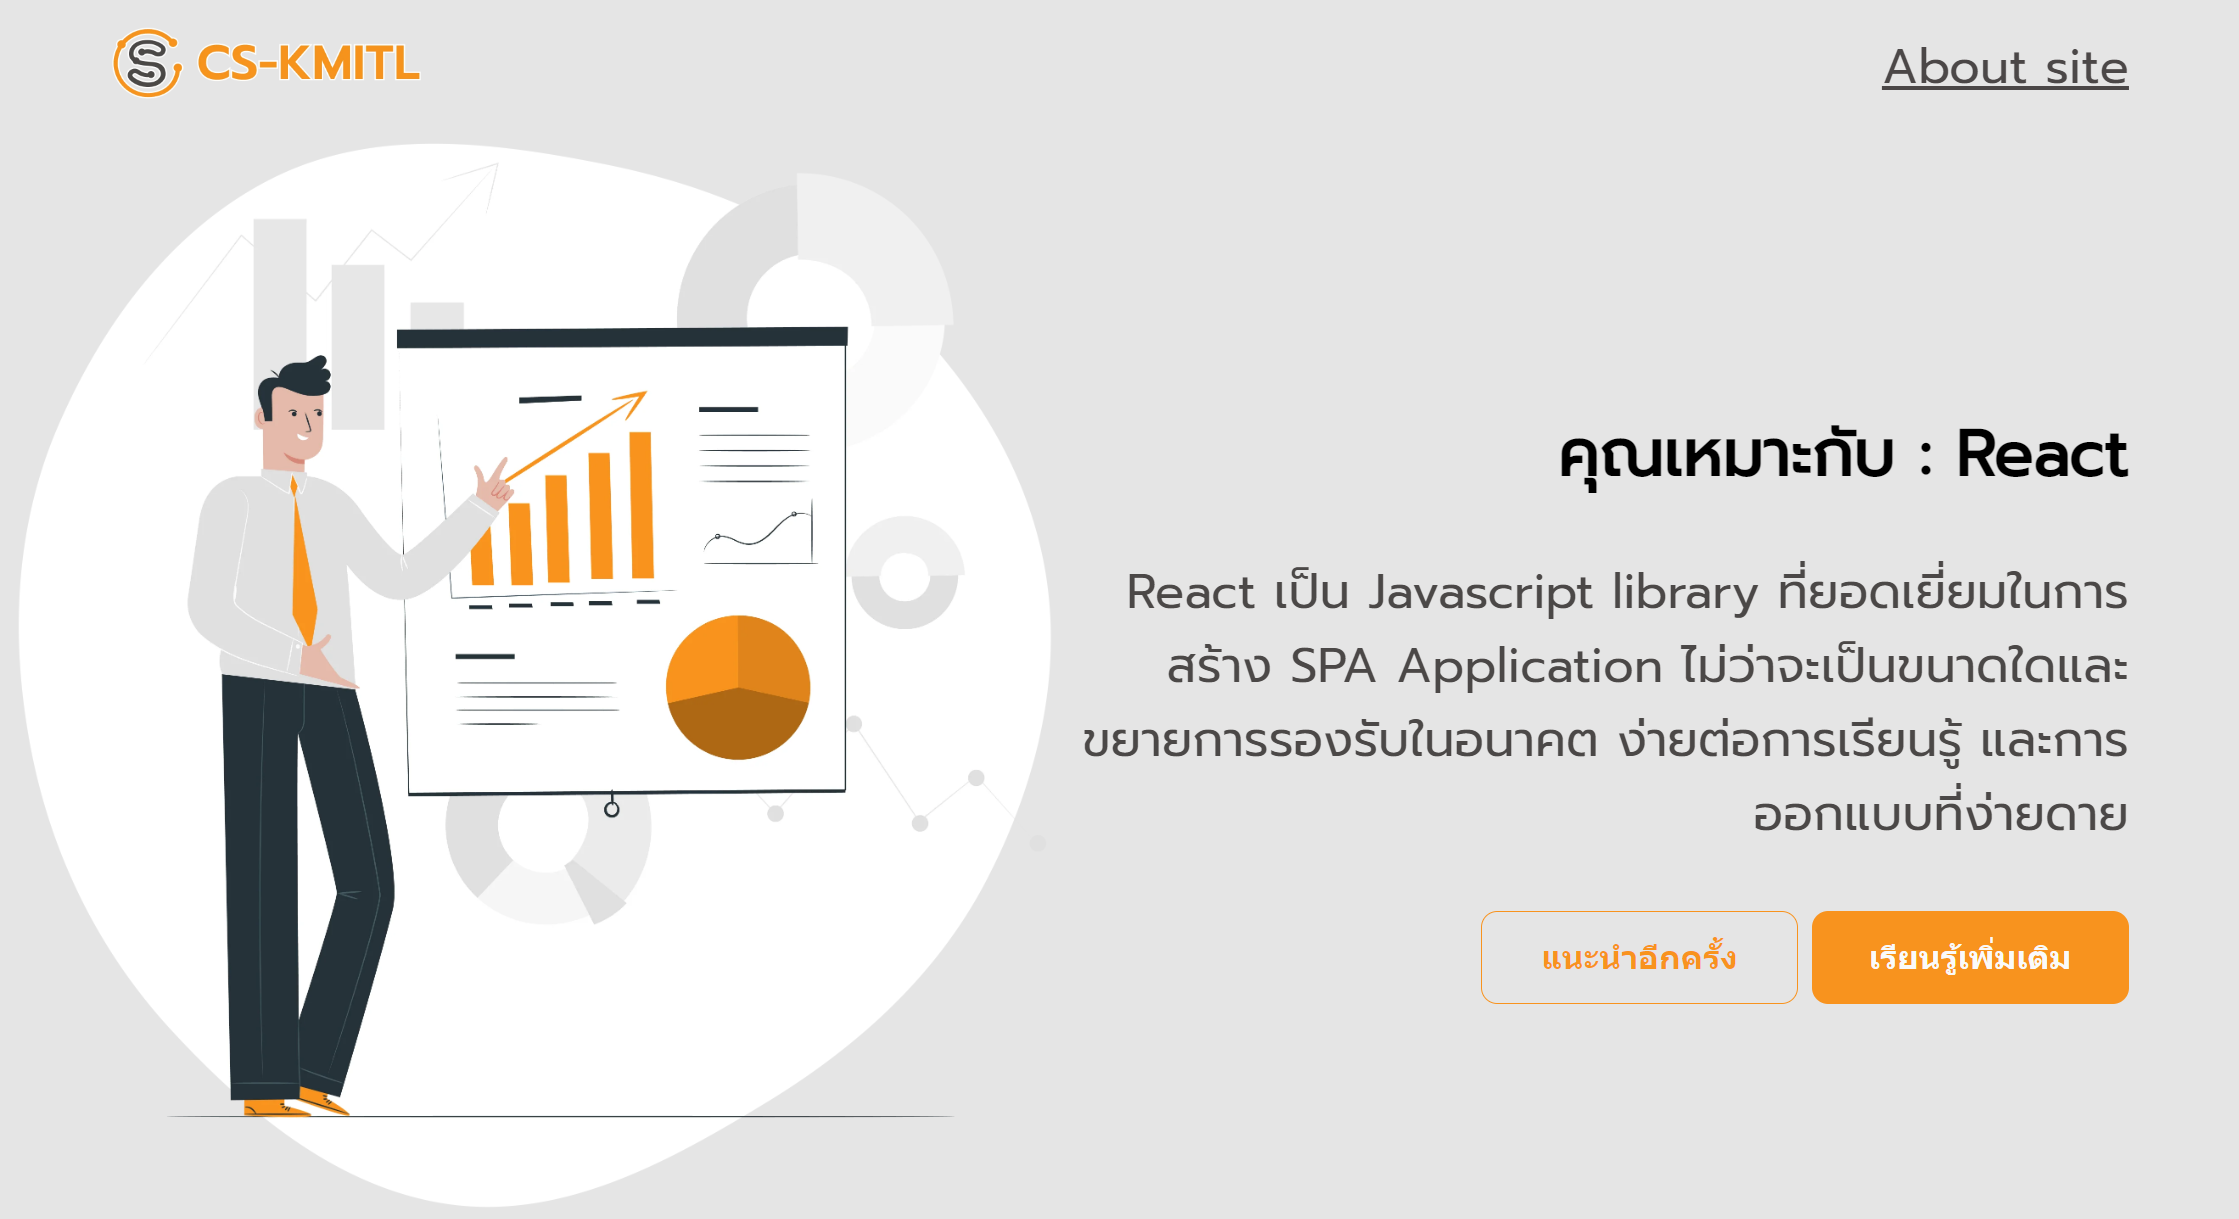 CS-KMITL
About site
คุณเหมาะกับ : React
React เป็น Javascript library ที่ยอดเยี่ยมในการ
สร้าง SPA Application ไม่ว่าจะเป็นขนาดใดและ
ขยายการรองรับในอนาคต ง่ายต่อการเรียนรู้ และการ
ออกแบบที่ง่ายดาย
แนะนำอีกครั้ง
เรียนรู้เพิ่มเติม